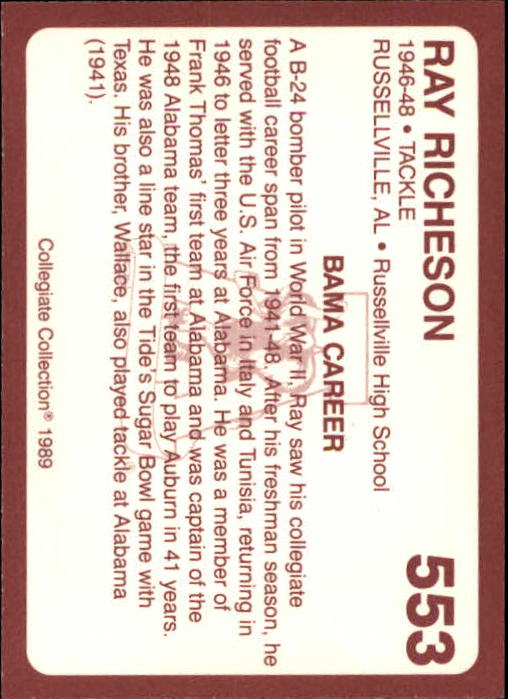 RAY RICHESON 553
1946-48 • TACKLE
RUSSELLVILLE, AL • Russellville High School
BAMA CAREER
A B-24 bomber pilot in World War II, Ray saw his collegiate
football career span from 1941-48. After his freshman season, he
served with the U.S. Air Force in Italy and Tunisia, returning in
1946 to letter three years at Alabama. He was a member of
Frank Thomas' first team at Alabama and was captain of the
1948 Alabama team, the first team to play Auburn in 41 years.
He was also a line star in the Tide's Sugar Bowl game with
Texas. His brother, Wallace, also played tackle at Alabama
(1941).
Collegiate Collection® 1989